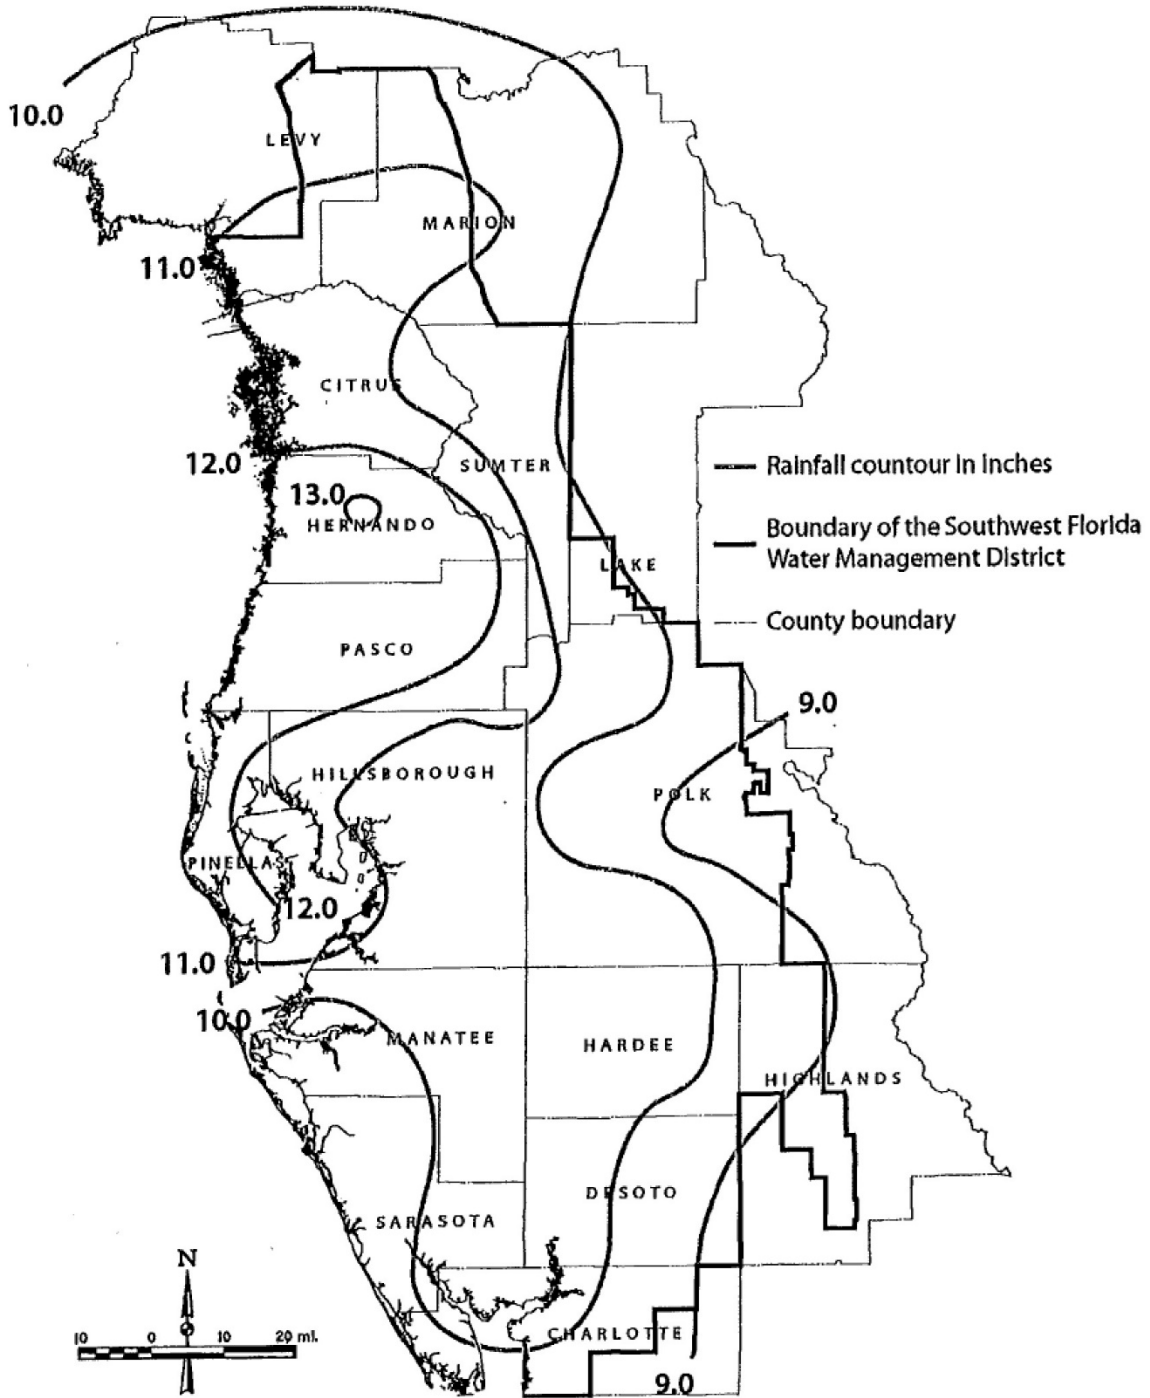 10.0
LEVY
MARION
11.0
CITRUS
12.0
SUMTER
Rainfall countour in inches
13.0
HERNANDO
Boundary of the Southwest Florida
Water Management District
LAKE
County boundary
PASCO
9.0
HILLSBOROUGH
POLK
PINELLAS
12.0
11.0
10.0
MANATEE
HARDEE
HIGHLANDS
DESOTO
SARASOTA
N
CHARLOTTE
10 0 10 20 mi.
9.0